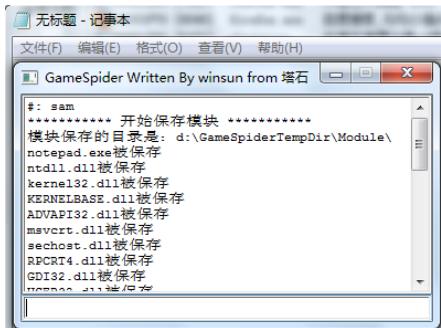 无标题 - 记事本
文件(F) 编辑(E) 格式(O) 查看(V) 帮助(H)
GameSpider Written By winsun from 塔石
#: sam
*********** 开始保存模块 ***********
模块保存的目录是: d:\GameSpiderTempDir\Module\
notepad.exe被保存
ntdll.dll被保存
kernel32.dll被保存
KERNELBASE.dll被保存
ADVAPI32.dll被保存
msvcrt.dll被保存
sechost.dll被保存
RPCRT4.dll被保存
GDI32.dll被保存